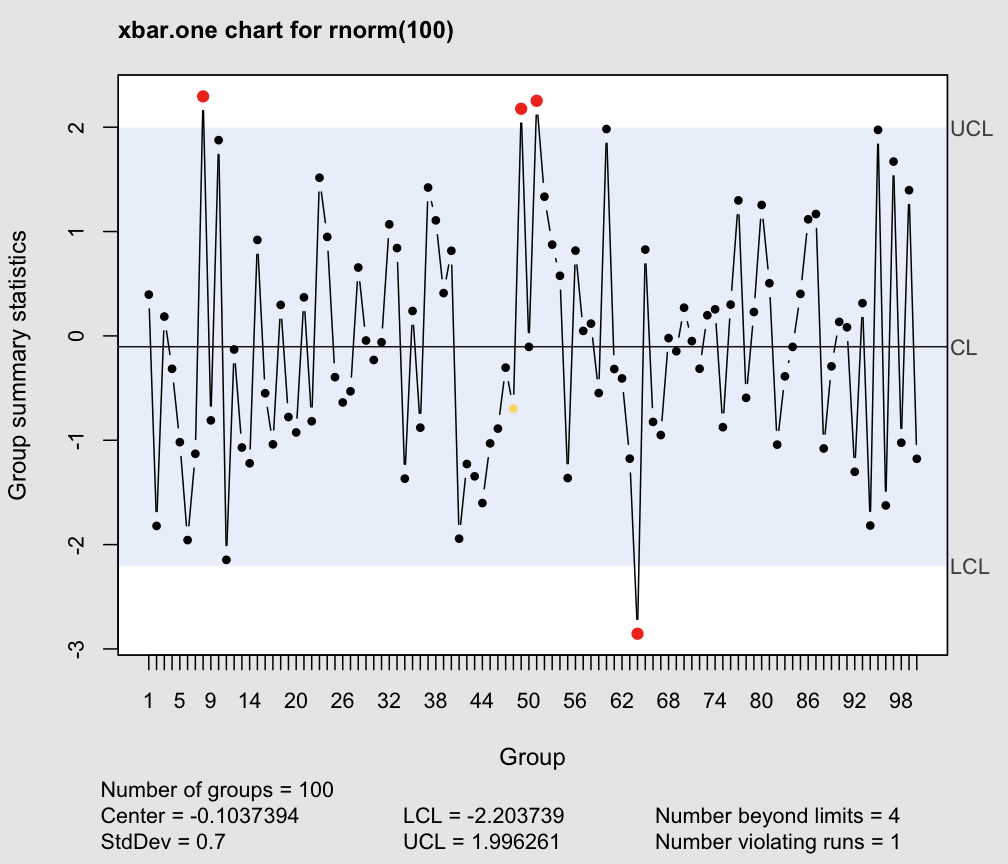 xbar.one chart for rnorm(100)
Group summary statistics
2
1
0
-1
-2
-3
UCL
CL
LCL
1 5 9 14 20 26 32 38 44 50 56 62 68 74 80 86 92 98
Group
Number of groups = 100
Center = -0.1037394 LCL = -2.203739 Number beyond limits = 4
StdDev = 0.7 UCL = 1.996261 Number violating runs = 1